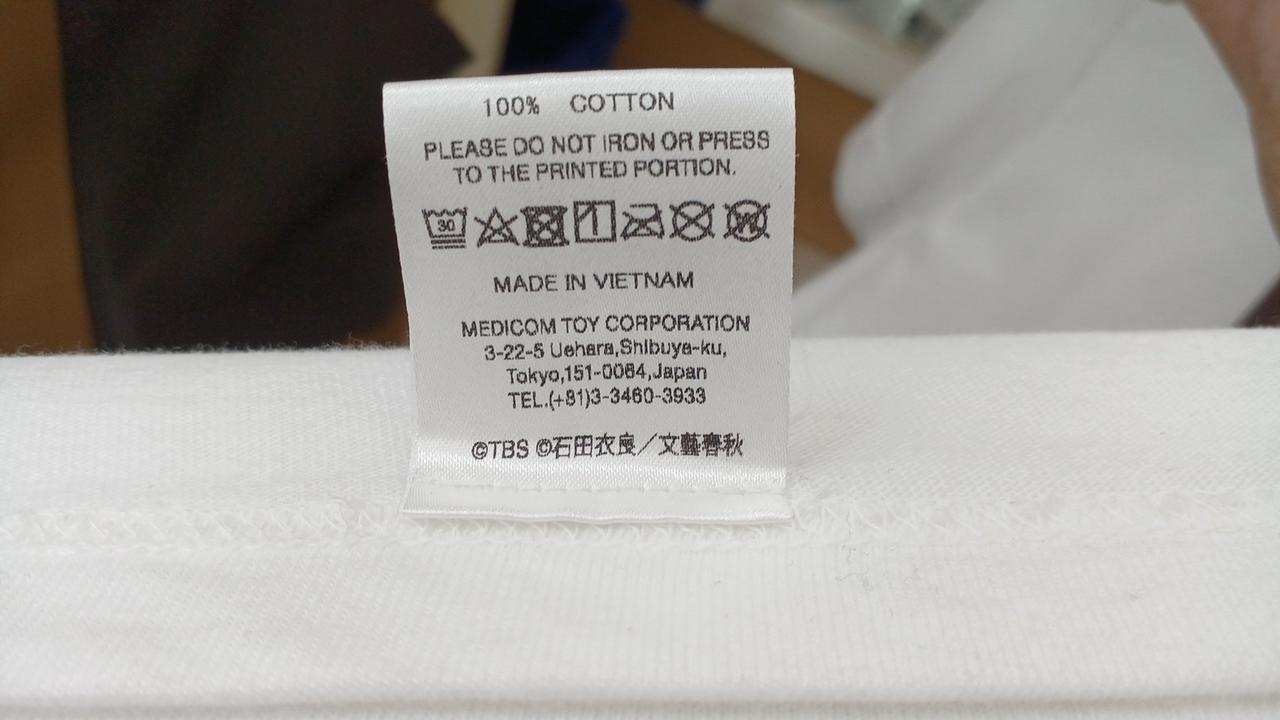 100% COTTON
PLEASE DO NOT IRON OR PRESS
TO THE PRINTED PORTION.
30
W
MADE IN VIETNAM
MEDICOM TOY CORPORATION
3-22-5 Uehara,Shibuya-ku,
Tokyo,151-0064,Japan
TEL.(+81)3-3460-3933
©TBS ©石田衣良／文藝春秋